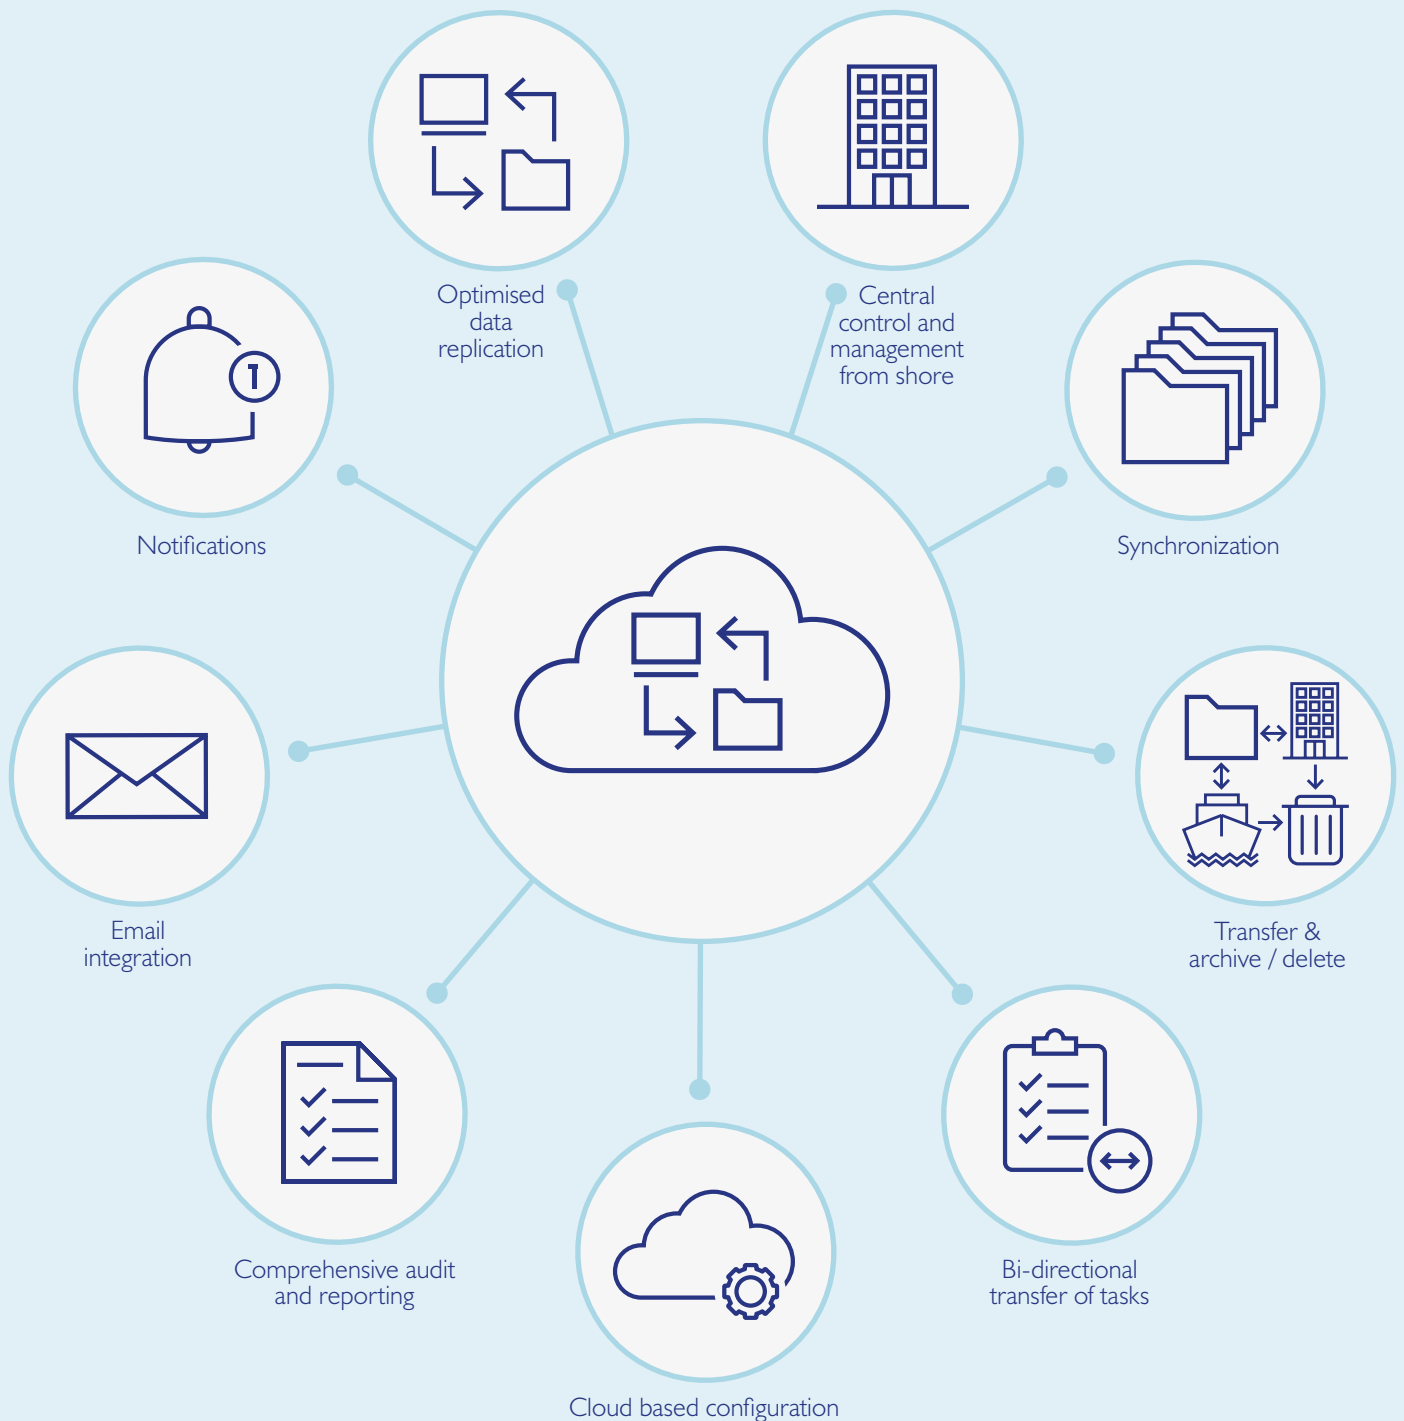 Optimised
data
replication
Central
control and
management
from shore
1
Notifications
Synchronization
Email
integration
Transfer &
archive / delete
Comprehensive audit
and reporting
Bi-directional
transfer of tasks
Cloud based configuration